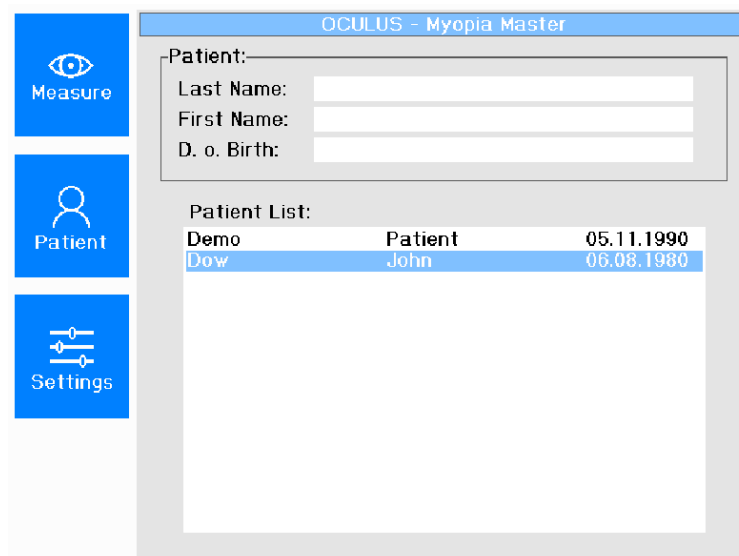 OCULUS - Myopia Master
Measure
Patient
Settings
Patient:
Last Name:
First Name:
D. o. Birth:
Patient List:
Demo Patient 05.11.1990
Dow John 06.08.1980